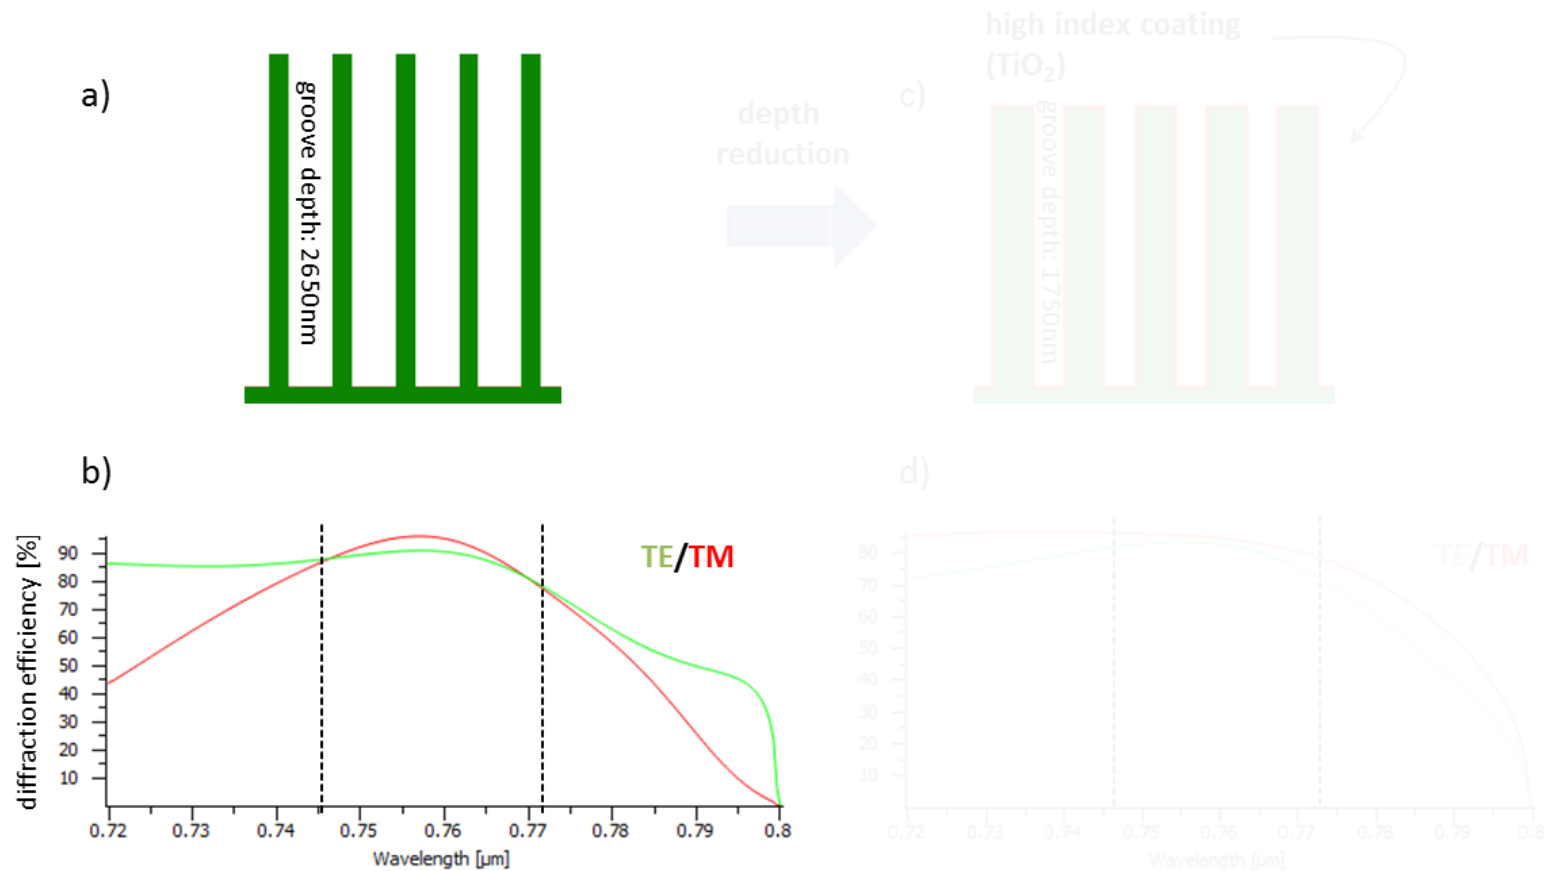 a)
groove depth: 2650nm
depth
reduction
c)
high index coating
(TiO₂)
groove depth: 1750nm
b)
diffraction efficiency [%]
90
80
70
60
50
40
30
20
10
TE/TM
0.72 0.73 0.74 0.75 0.76 0.77 0.78 0.79 0.8
Wavelength [µm]
d)
80
70
60
50
40
30
20
10
TE/TM
0.72 0.73 0.74 0.75 0.76 0.77 0.78 0.79 0.8
Wavelength [µm]